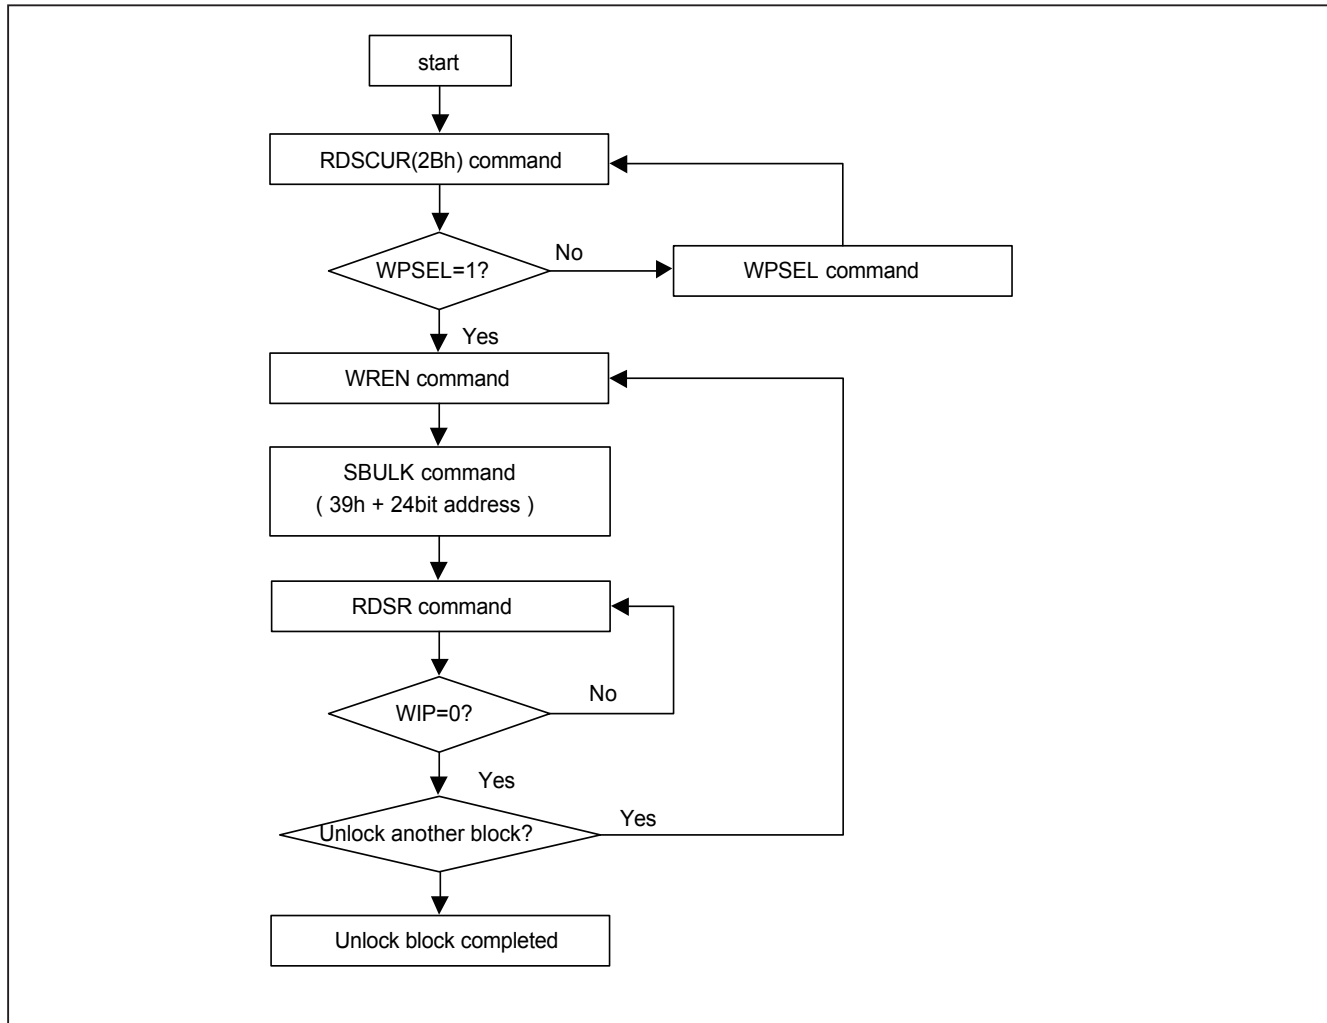 start
RDSCUR(2Bh) command
WPSEL=1?
No
WPSEL command
Yes
WREN command
SBULK command
( 39h + 24bit address )
RDSR command
WIP=0?
No
Yes
Unlock another block?
Yes
Unlock block completed